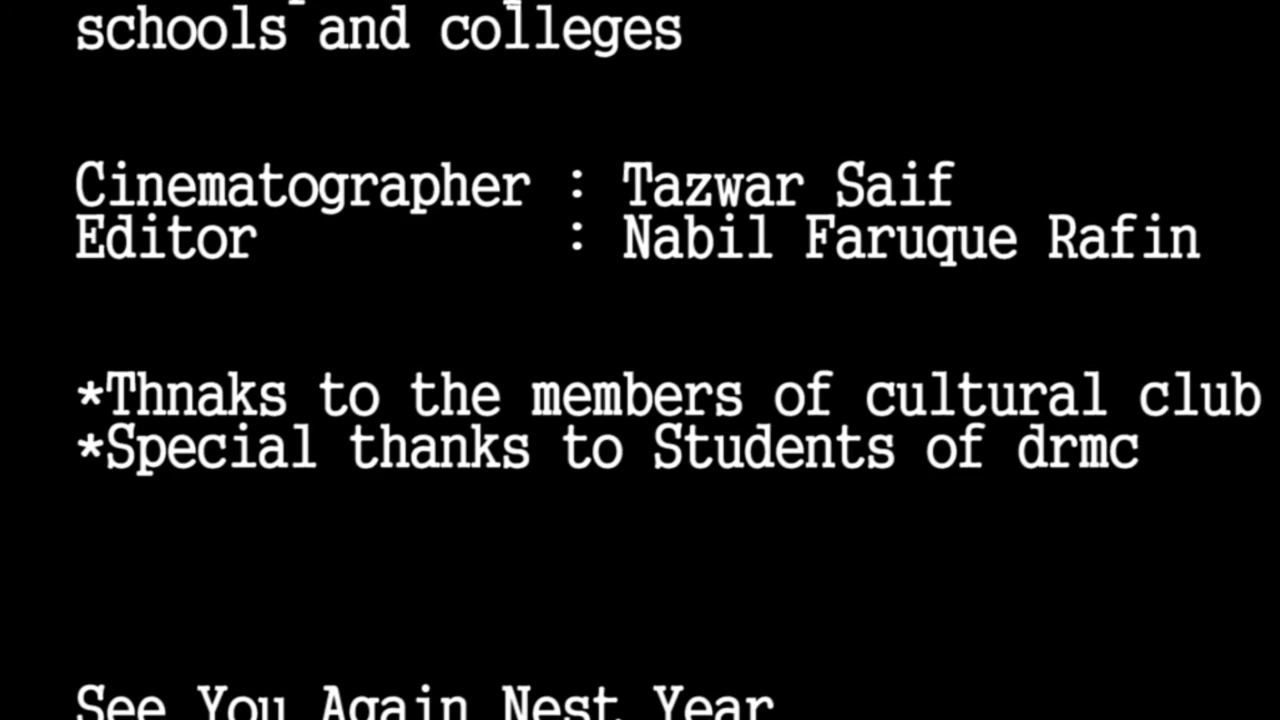 schools and colleges
Cinematographer : Tazwar Saif
Editor : Nabil Faruque Rafin
*Thnaks to the members of cultural club
*Special thanks to Students of drmc
See You Again Nest Year